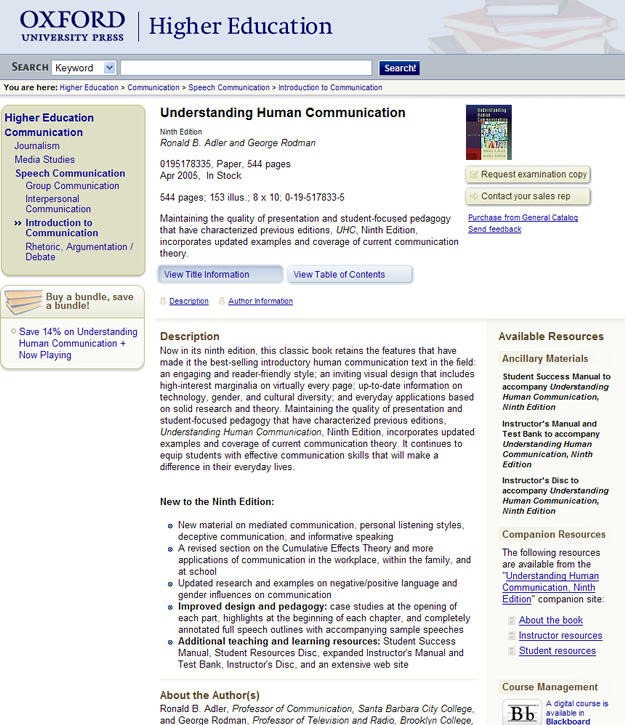 OXFORD
UNIVERSITY PRESS
Higher Education
SEARCH Keyword Search!
You are here: Higher Education > Communication > Speech Communication > Introduction to Communication
Higher Education
Communication
Journalism
Media Studies
Speech Communication
Group Communication
Interpersonal
Communication
Introduction to
Communication
Rhetoric, Argumentation /
Debate
Buy a bundle, save
a bundle!
Save 14% on Understanding
Human Communication +
Now Playing
Understanding Human Communication
Ninth Edition
Ronald B. Adler and George Rodman
0195178335, Paper, 544 pages
Apr 2005, In Stock
544 pages; 153 illus.; 8 x 10; 0-19-517833-5
Maintaining the quality of presentation and student-focused pedagogy
that have characterized previous editions, UHC, Ninth Edition,
incorporates updated examples and coverage of current communication
theory.
View Title Information
View Table of Contents
Description
Author Information
Understanding
Human
Communication
Request examination copy
Contact your sales rep
Purchase from General Catalog
Send feedback
Description
Now in its ninth edition, this classic book retains the features that have
made it the best-selling introductory human communication text in the field:
an engaging and reader-friendly style; an inviting visual design that includes
high-interest marginalia on virtually every page; up-to-date information on
technology, gender, and cultural diversity; and everyday applications based
on solid research and theory. Maintaining the quality of presentation and
student-focused pedagogy that have characterized previous editions,
Understanding Human Communication, Ninth Edition, incorporates updated
examples and coverage of current communication theory. It continues to
equip students with effective communication skills that will make a
difference in their everyday lives.
New to the Ninth Edition:
New material on mediated communication, personal listening styles,
deceptive communication, and informative speaking
A revised section on the Cumulative Effects Theory and more
applications of communication in the workplace, within the family, and
at school
Updated research and examples on negative/positive language and
gender influences on communication
Improved design and pedagogy: case studies at the opening of
each part, highlights at the beginning of each chapter, and completely
annotated full speech outlines with accompanying sample speeches
Additional teaching and learning resources: Student Success
Manual, Student Resources Disc, expanded Instructor's Manual and
Test Bank, Instructor's Disc, and an extensive web site
About the Author(s)
Ronald B. Adler, Professor of Communication, Santa Barbara City College,
and George Rodman, Professor of Television and Radio, Brooklyn College,
Available Resources
Ancillary Materials
Student Success Manual to
accompany Understanding
Human Communication,
Ninth Edition
Instructor's Manual and
Test Bank to accompany
Understanding Human
Communication, Ninth
Edition
Instructor's Disc to
accompany Understanding
Human Communication,
Ninth Edition
Companion Resources
The following resources
are available from the
"Understanding Human
Communication, Ninth
Edition" companion site:
About the book
Instructor resources
Student resources
Course Management
Bb
A digital course is
available in
Blackboard